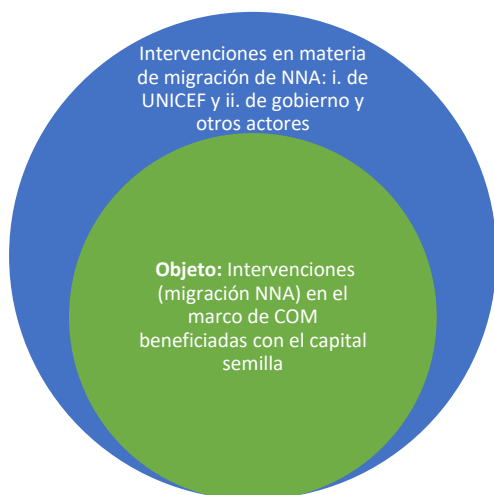 Intervenciones en materia
de migración de NNA: i. de
UNICEF y ii. de gobierno y
otros actores
Objeto: Intervenciones
(migración NNA) en el
marco de COM
beneficiadas con el capital
semilla